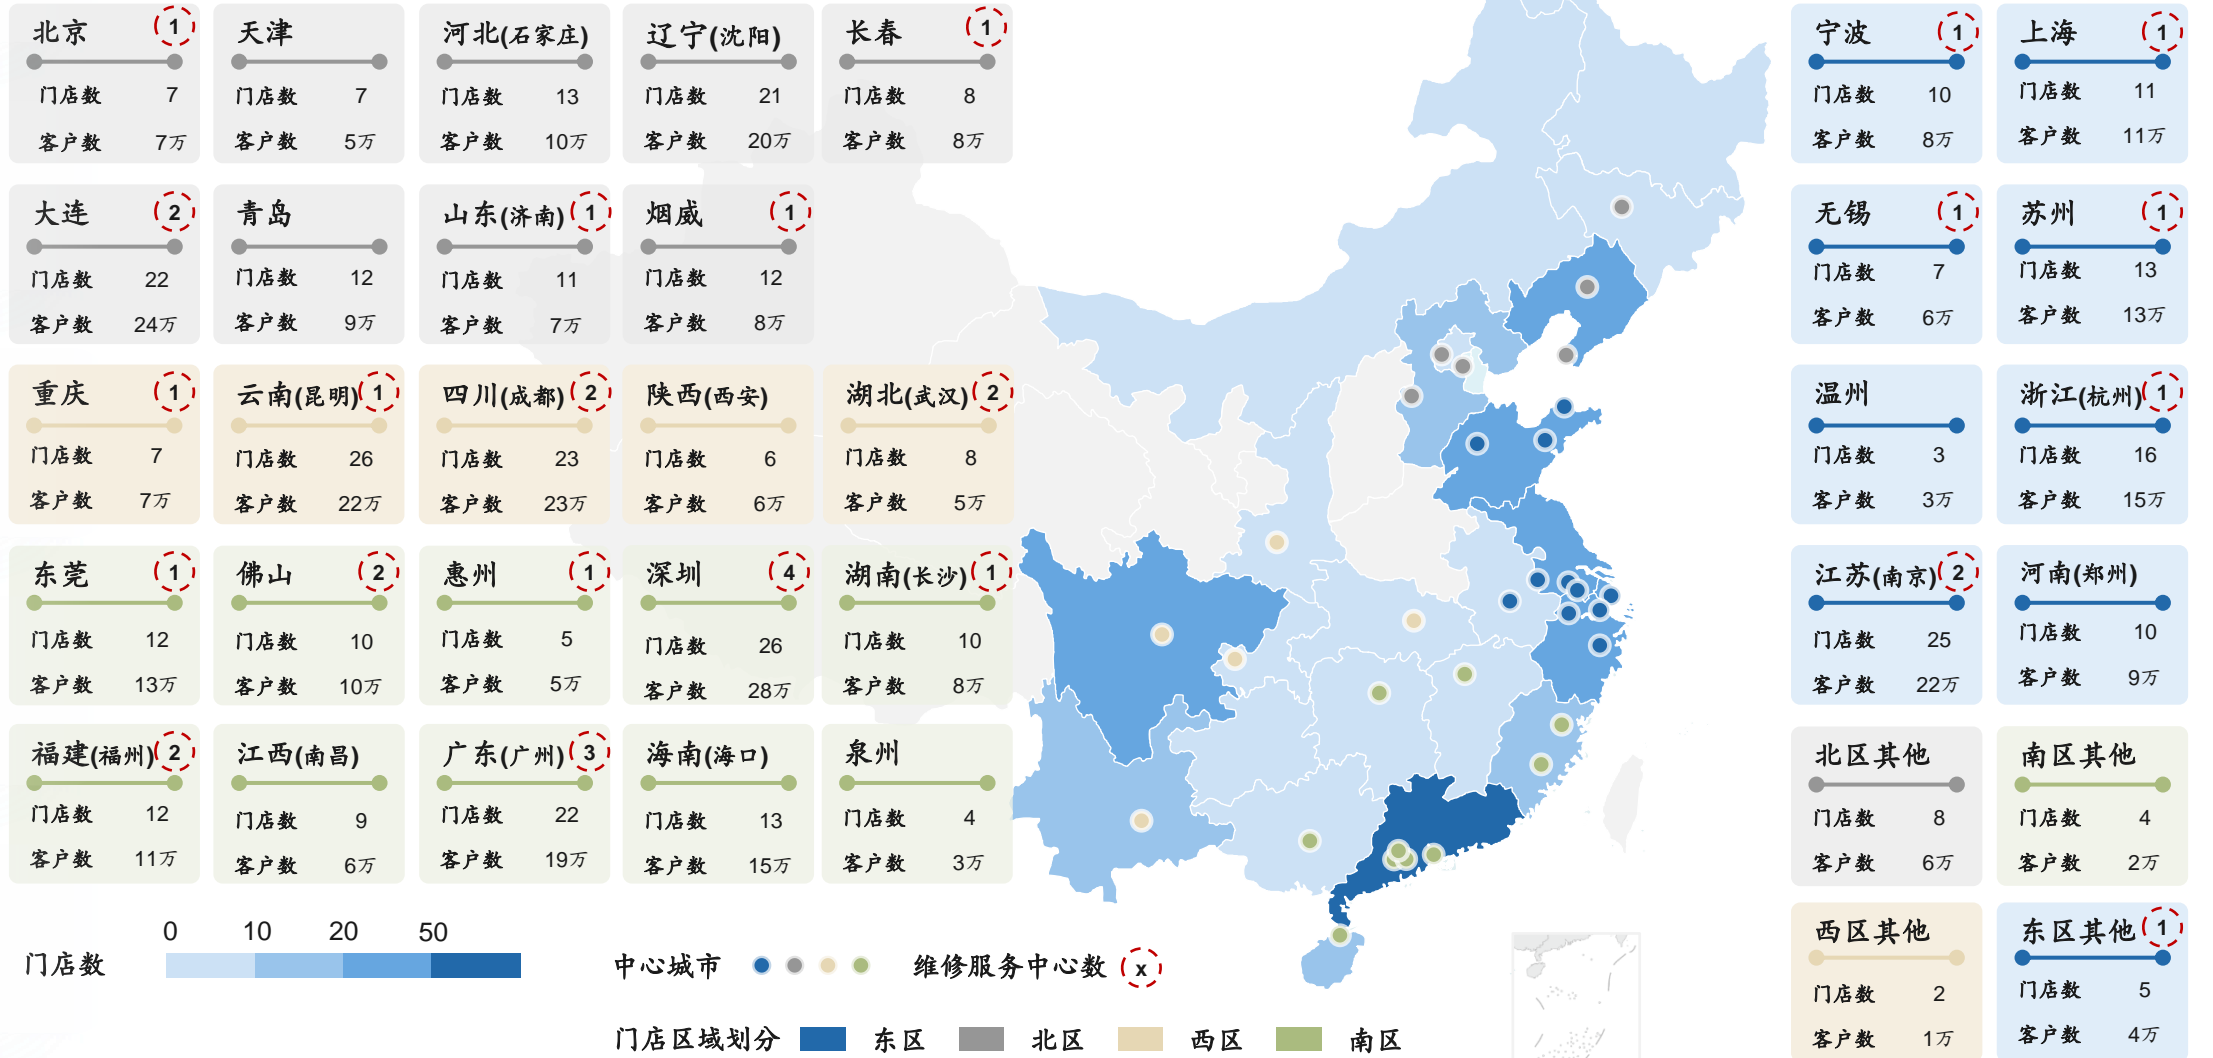 北京 1
门店数 7
客户数 7万
天津
门店数 7
客户数 5万
河北(石家庄)
门店数 13
客户数 10万
辽宁(沈阳)
门店数 21
客户数 20万
长春 1
门店数 8
客户数 8万
宁波 1
门店数 10
客户数 8万
上海 1
门店数 11
客户数 11万
大连 2
门店数 22
客户数 24万
青岛
门店数 12
客户数 9万
山东(济南) 1
门店数 11
客户数 7万
烟威 1
门店数 12
客户数 8万
无锡 1
门店数 7
客户数 6万
苏州 1
门店数 13
客户数 13万
重庆 1
门店数 7
客户数 7万
云南(昆明) 1
门店数 26
客户数 22万
四川(成都) 2
门店数 23
客户数 23万
陕西(西安)
门店数 6
客户数 6万
湖北(武汉) 2
门店数 8
客户数 5万
温州
门店数 3
客户数 3万
浙江(杭州) 1
门店数 16
客户数 15万
东莞 1
门店数 12
客户数 13万
佛山 2
门店数 10
客户数 10万
惠州 1
门店数 5
客户数 5万
深圳 4
门店数 26
客户数 28万
湖南(长沙) 1
门店数 10
客户数 8万
江苏(南京) 2
门店数 25
客户数 22万
河南(郑州)
门店数 10
客户数 9万
福建(福州) 2
门店数 12
客户数 11万
江西(南昌)
门店数 9
客户数 6万
广东(广州) 3
门店数 22
客户数 19万
海南(海口)
门店数 13
客户数 15万
泉州
门店数 4
客户数 3万
北区其他
门店数 8
客户数 6万
南区其他
门店数 4
客户数 2万
西区其他
门店数 2
客户数 1万
东区其他 1
门店数 5
客户数 4万
0 10 20 50
门店数
中心城市
维修服务中心数 x
门店区域划分 东区 北区 西区 南区